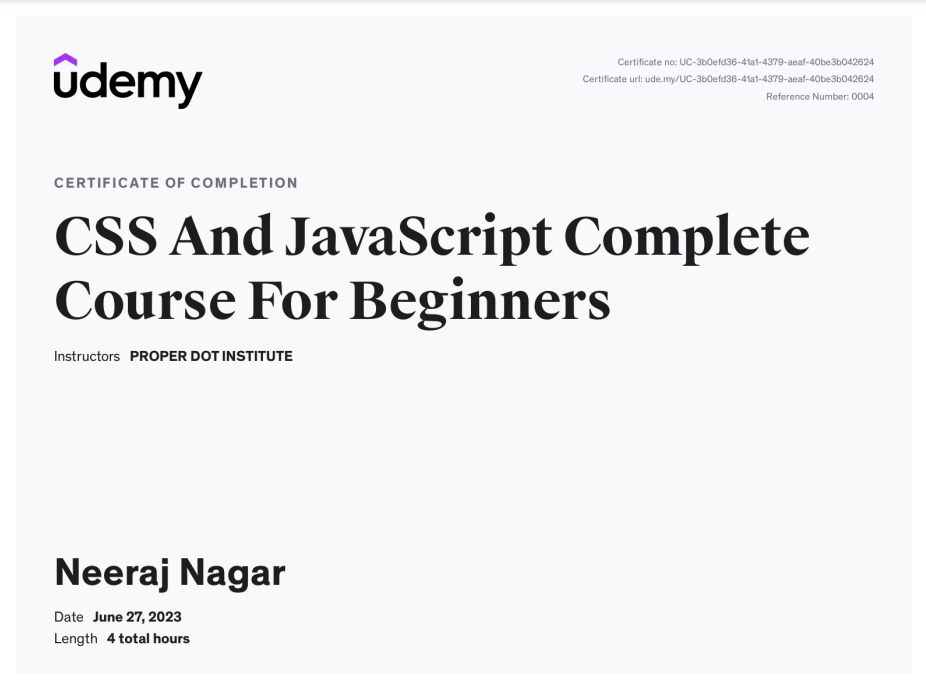 ûdemy
Certificate no: UC-3b0efd36-41a1-4379-aeaf-40be3b042624
Certificate url: ude.my/UC-3b0efd36-41a1-4379-aeaf-40be3b042624
Reference Number: 0004
CERTIFICATE OF COMPLETION
CSS And JavaScript Complete
Course For Beginners
Instructors PROPER DOT INSTITUTE
Neeraj Nagar
Date June 27, 2023
Length 4 total hours